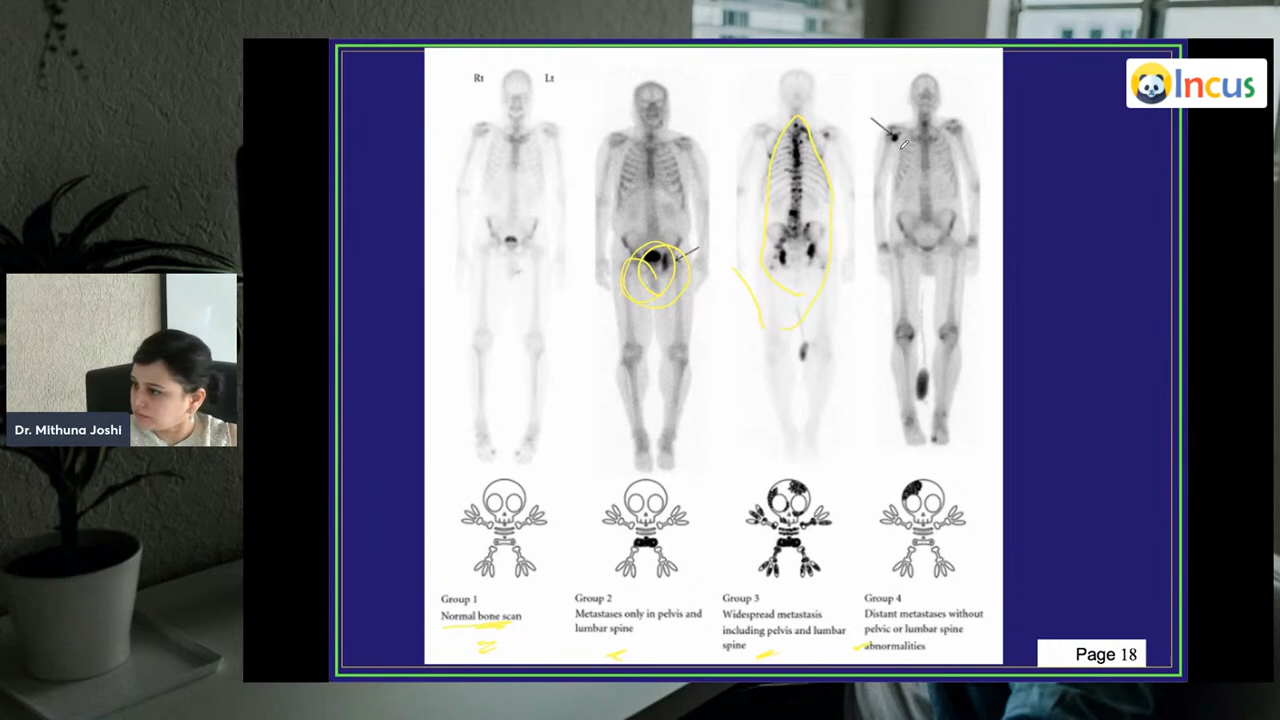 Incus
Rt
Lt
Dr. Mithuna Joshi
Group 1
Normal bone scan
Group 2
Metastases only in pelvis and
lumbar spine
Group 3
Widespread metastasis
including pelvis and lumbar
spine
Group 4
Distant metastases without
pelvic or lumbar spine
abnormalities
Page 18